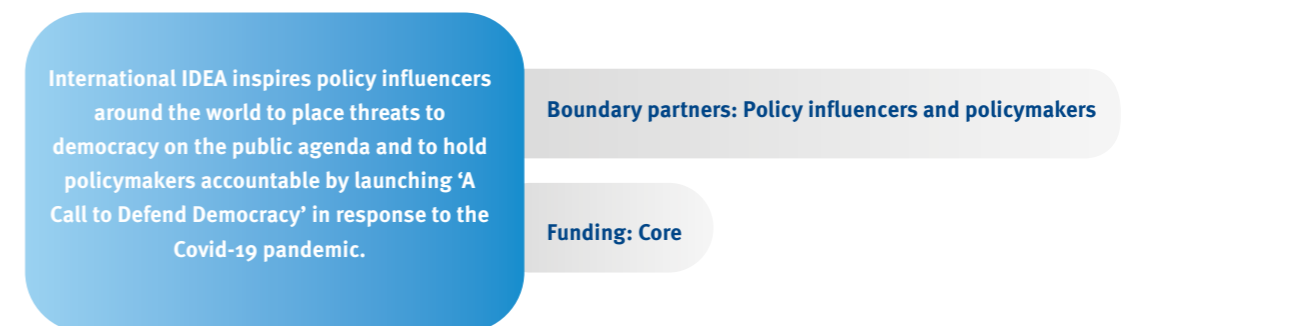 International IDEA inspires policy influencers
around the world to place threats to
democracy on the public agenda and to hold
policymakers accountable by launching ‘A
Call to Defend Democracy’ in response to the
Covid-19 pandemic.
Boundary partners: Policy influencers and policymakers
Funding: Core